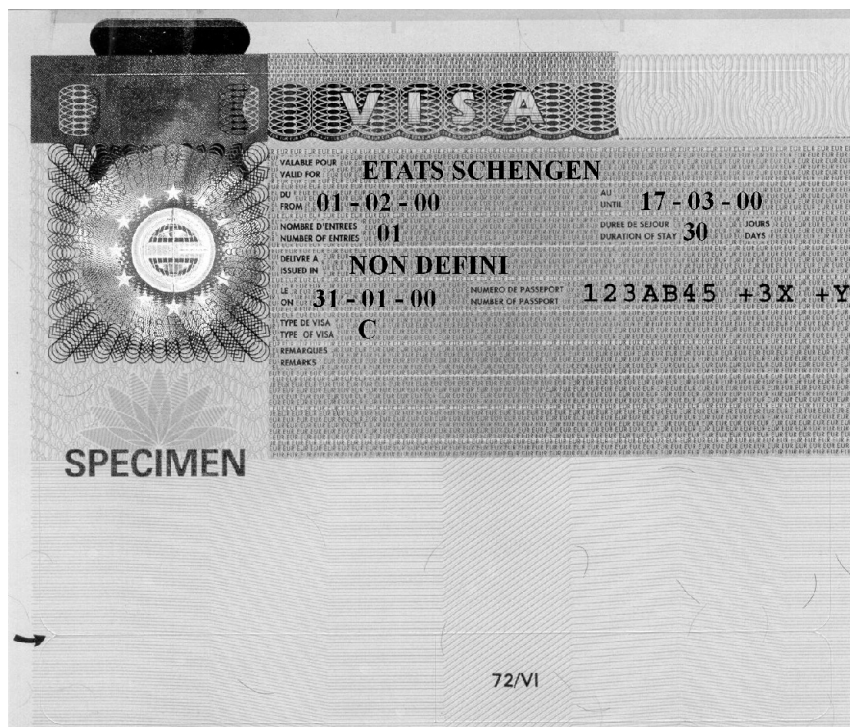 VISA
VALABLE POUR
VALID FOR
ETATS SCHENGEN
DU
FROM
01 - 02 - 00
AU
UNTIL
17 - 03 - 00
NOMBRE D'ENTREES
NUMBER OF ENTRIES
01
DUREE DE SEJOUR
DURATION OF STAY
30
JOURS
DAYS
DELIVRE A
ISSUED IN
NON DEFINI
LE
ON
31 - 01 - 00
NUMERO DE PASSEPORT
NUMBER OF PASSPORT
123AB45 +3X +Y
TYPE DE VISA
TYPE OF VISA
C
REMARQUES
REMARKS
SPECIMEN
72/VI